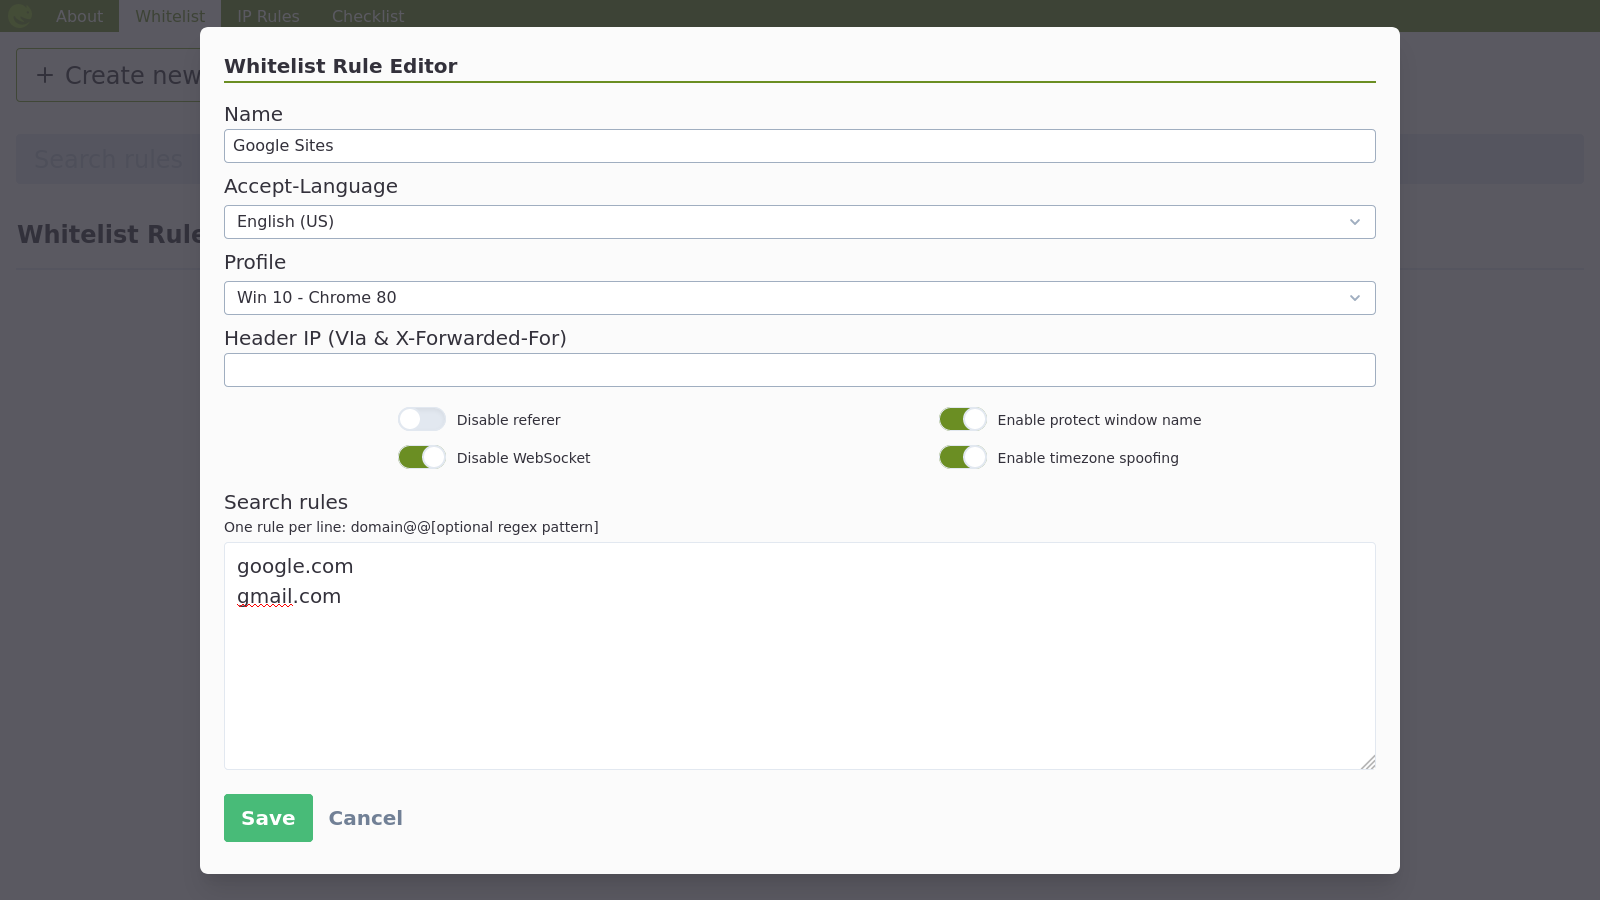 About Whitelist IP Rules Checklist
+ Create new
Search rules
Whitelist Rule
Whitelist Rule Editor
Name
Google Sites
Accept-Language
English (US)
Profile
Win 10 - Chrome 80
Header IP (VIa & X-Forwarded-For)
Disable referer
Enable protect window name
Disable WebSocket
Enable timezone spoofing
Search rules
One rule per line: domain@@[optional regex pattern]
google.com
gmail.com
Save Cancel